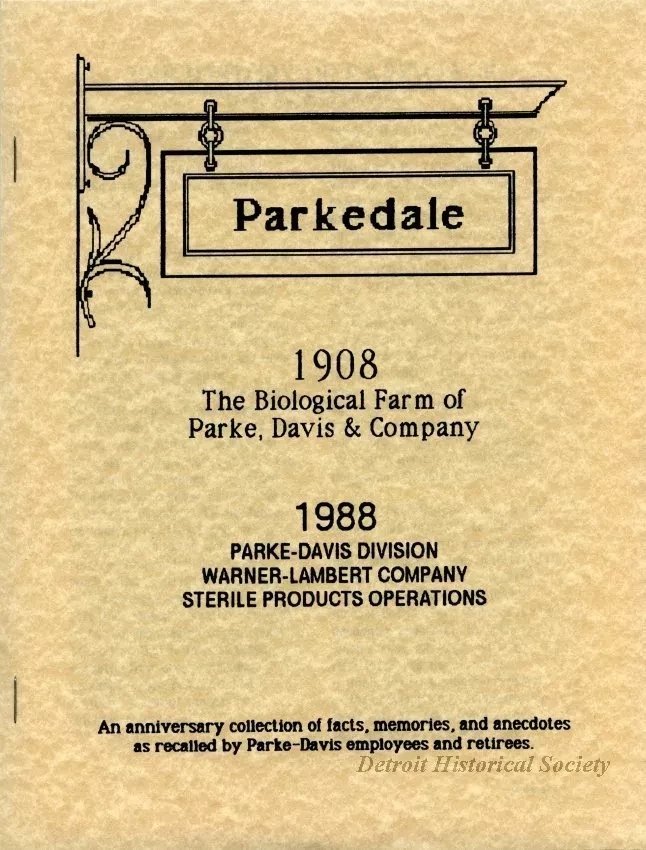 Parkedale
1908
The Biological Farm of
Parke, Davis & Company
1988
PARKE-DAVIS DIVISION
WARNER-LAMBERT COMPANY
STERILE PRODUCTS OPERATIONS
An anniversary collection of facts, memories, and anecdotes
as recalled by Parke-Davis employees and retirees.
Detroit Historical Society